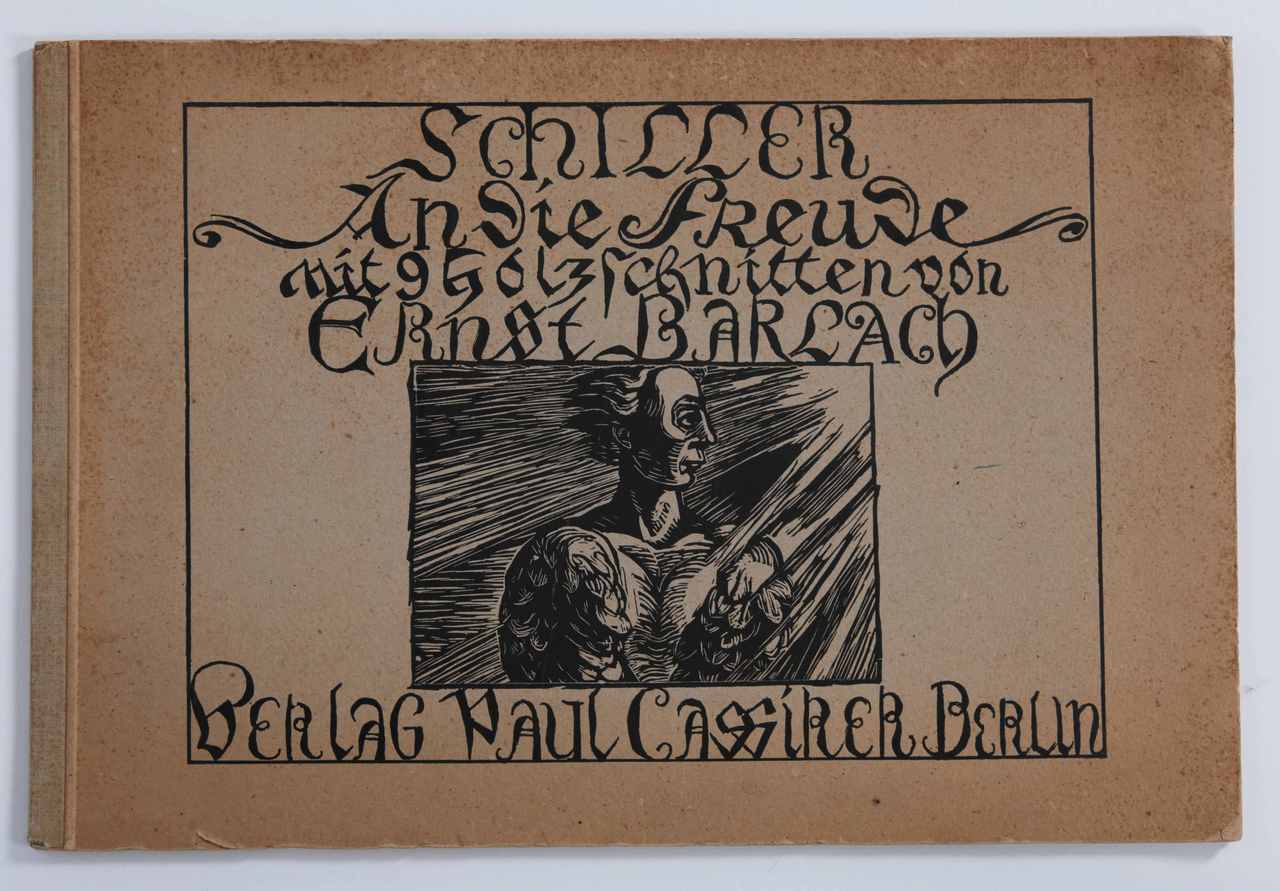 SCHILLER
An die Freude
mit 9 Holzſchnitten von
Ernst Barlach
Verlag Paul Cassirer Berlin